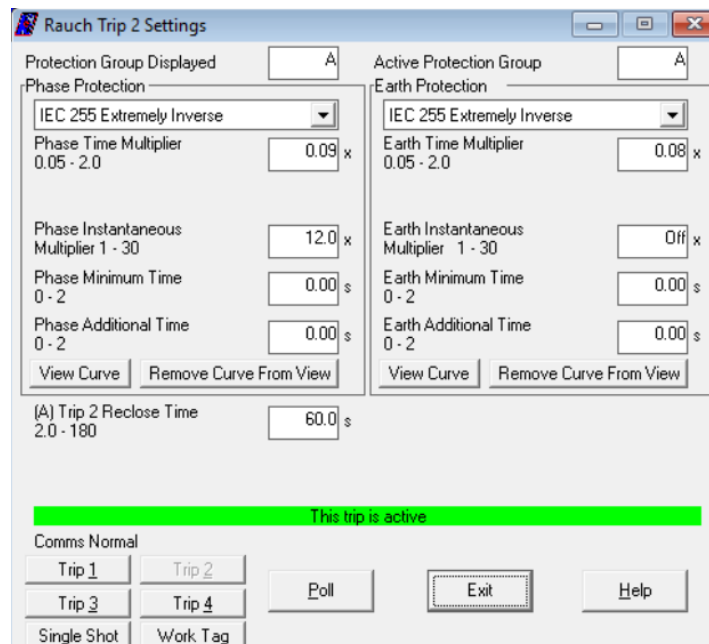 Rauch Trip 2 Settings
Protection Group Displayed A Active Protection Group A
Phase Protection Earth Protection
IEC 255 Extremely Inverse IEC 255 Extremely Inverse
Phase Time Multiplier 0.09 x Earth Time Multiplier 0.08 x
0.05 - 2.0 0.05 - 2.0
Phase Instantaneous Earth Instantaneous
Multiplier 1 - 30 12.0 x Multiplier 1 - 30 Off x
Phase Minimum Time 0.00 s Earth Minimum Time 0.00 s
0 - 2 0 - 2
Phase Additional Time 0.00 s Earth Additional Time 0.00 s
0 - 2 0 - 2
View Curve Remove Curve From View View Curve Remove Curve From View
(A) Trip 2 Reclose Time 60.0 s
2.0 - 180
This trip is active
Comms Normal
Trip 1 Trip 2 Poll Exit Help
Trip 3 Trip 4
Single Shot Work Tag